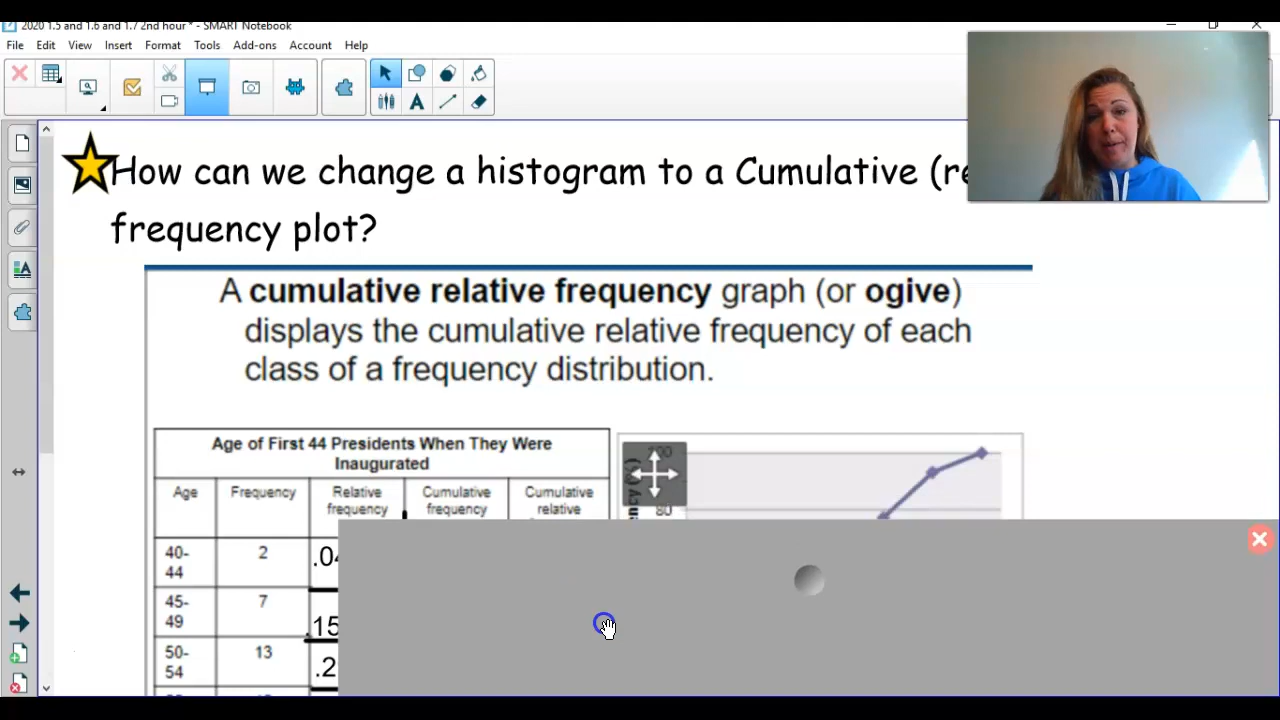 2020 1.5 and 1.6 and 1.7 2nd hour * - SMART Notebook
File Edit View Insert Format Tools Add-ons Account Help
How can we change a histogram to a Cumulative
frequency plot?
A cumulative relative frequency graph (or ogive)
displays the cumulative relative frequency of each
class of a frequency distribution.
Age of First 44 Presidents When They Were
Inaugurated
Age Frequency Relative Cumulative Cumulative
frequency frequency relative
40- 2
44
45- 7 .15
49
50- 13
54
80